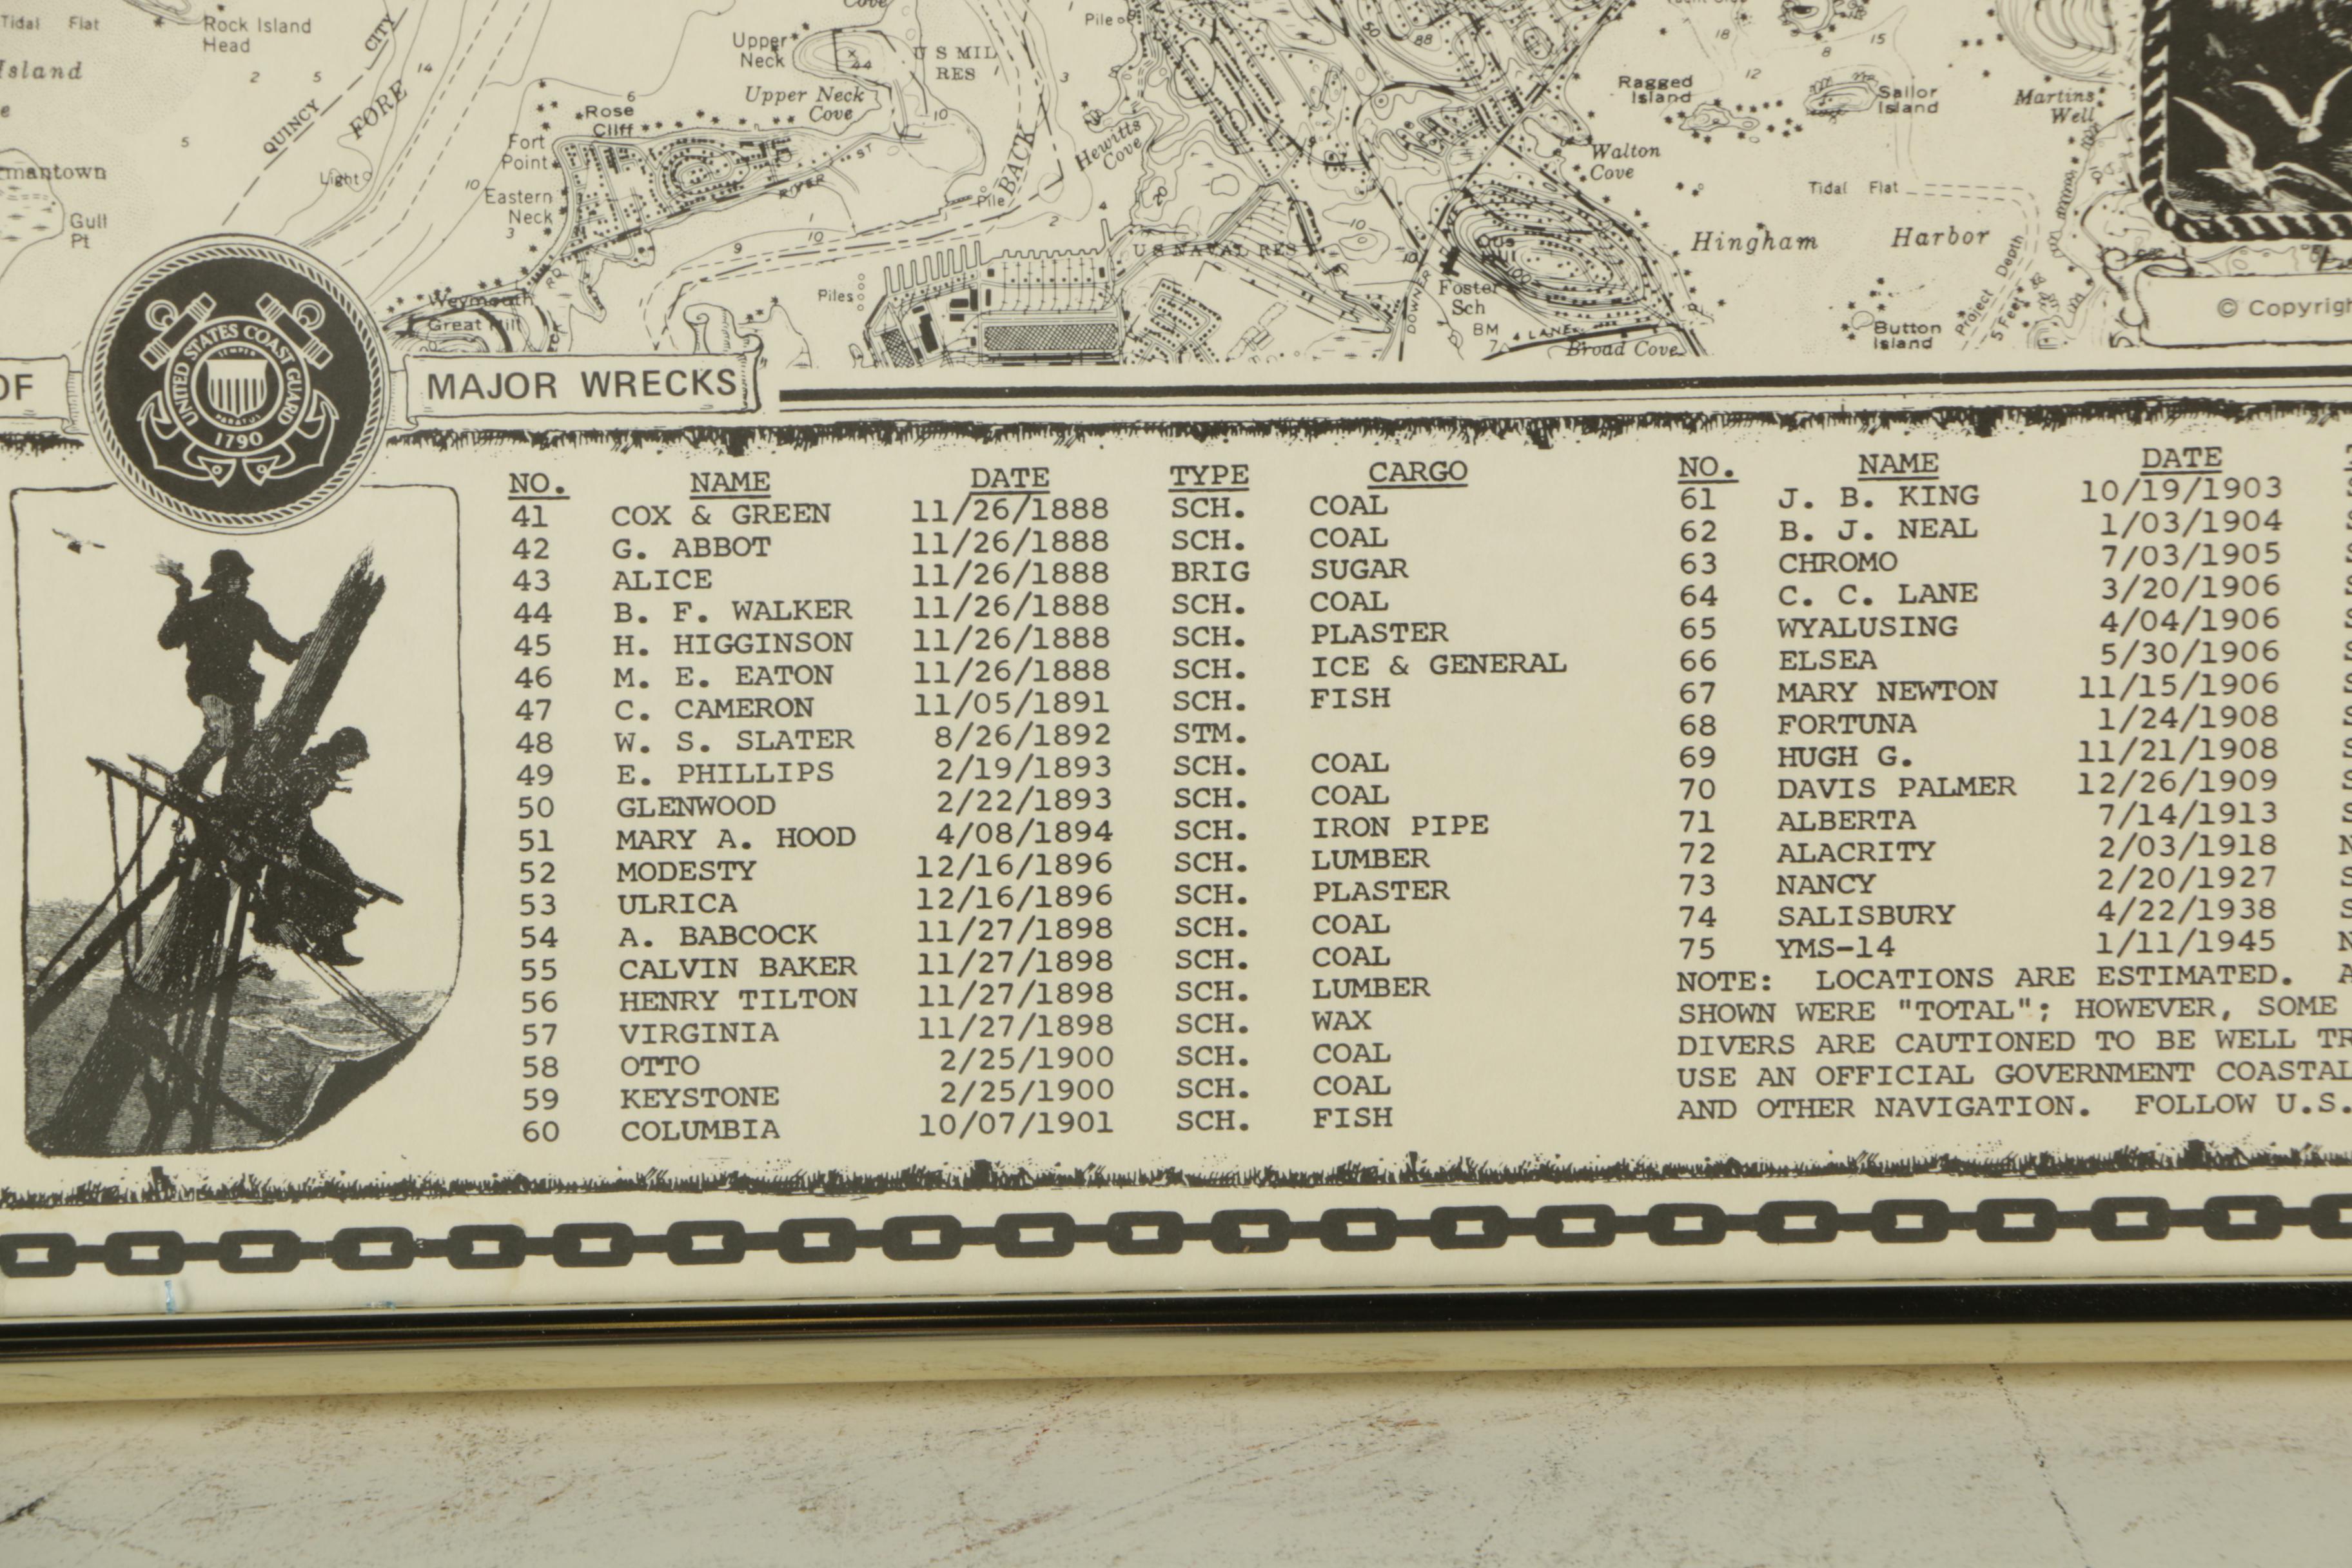 Tidal Flat
Rock Island
Head
Island
mantown
Gull
Pt
QUINCY CITY
FORE
Light
Upper
Neck
Upper Neck
Cove
U S MIL
RES
Rose
Cliff
Fort
Point
Eastern
Neck
RIVER ST
BACK
Pile
Pile
Hewitts
Cove
Weymouth
Great Hill
Piles
U S NAVAL RES
DOWNER
Foster
Sch
BM
7
4 LANE
Broad Cove
Walton
Cove
Ragged
Island
Sailor
Island
Martins
Well
Tidal Flat
Hingham Harbor
Project Depth
5 Feet
Button
Island
© Copyrigh
OF
UNITED STATES COAST GUARD
1790
MAJOR WRECKS
NO. NAME DATE TYPE CARGO
41 COX & GREEN 11/26/1888 SCH. COAL
42 G. ABBOT 11/26/1888 SCH. COAL
43 ALICE 11/26/1888 BRIG SUGAR
44 B. F. WALKER 11/26/1888 SCH. COAL
45 H. HIGGINSON 11/26/1888 SCH. PLASTER
46 M. E. EATON 11/26/1888 SCH. ICE & GENERAL
47 C. CAMERON 11/05/1891 SCH. FISH
48 W. S. SLATER 8/26/1892 STM.
49 E. PHILLIPS 2/19/1893 SCH. COAL
50 GLENWOOD 2/22/1893 SCH. COAL
51 MARY A. HOOD 4/08/1894 SCH. IRON PIPE
52 MODESTY 12/16/1896 SCH. LUMBER
53 ULRICA 12/16/1896 SCH. PLASTER
54 A. BABCOCK 11/27/1898 SCH. COAL
55 CALVIN BAKER 11/27/1898 SCH. COAL
56 HENRY TILTON 11/27/1898 SCH. LUMBER
57 VIRGINIA 11/27/1898 SCH. WAX
58 OTTO 2/25/1900 SCH. COAL
59 KEYSTONE 2/25/1900 SCH. COAL
60 COLUMBIA 10/07/1901 SCH. FISH
NO. NAME DATE
61 J. B. KING 10/19/1903
62 B. J. NEAL 1/03/1904
63 CHROMO 7/03/1905
64 C. C. LANE 3/20/1906
65 WYALUSING 4/04/1906
66 ELSEA 5/30/1906
67 MARY NEWTON 11/15/1906
68 FORTUNA 1/24/1908
69 HUGH G. 11/21/1908
70 DAVIS PALMER 12/26/1909
71 ALBERTA 7/14/1913
72 ALACRITY 2/03/1918
73 NANCY 2/20/1927
74 SALISBURY 4/22/1938
75 YMS-14 1/11/1945
NOTE: LOCATIONS ARE ESTIMATED. A
SHOWN WERE "TOTAL"; HOWEVER, SOME
DIVERS ARE CAUTIONED TO BE WELL TR
USE AN OFFICIAL GOVERNMENT COASTAL
AND OTHER NAVIGATION. FOLLOW U.S.